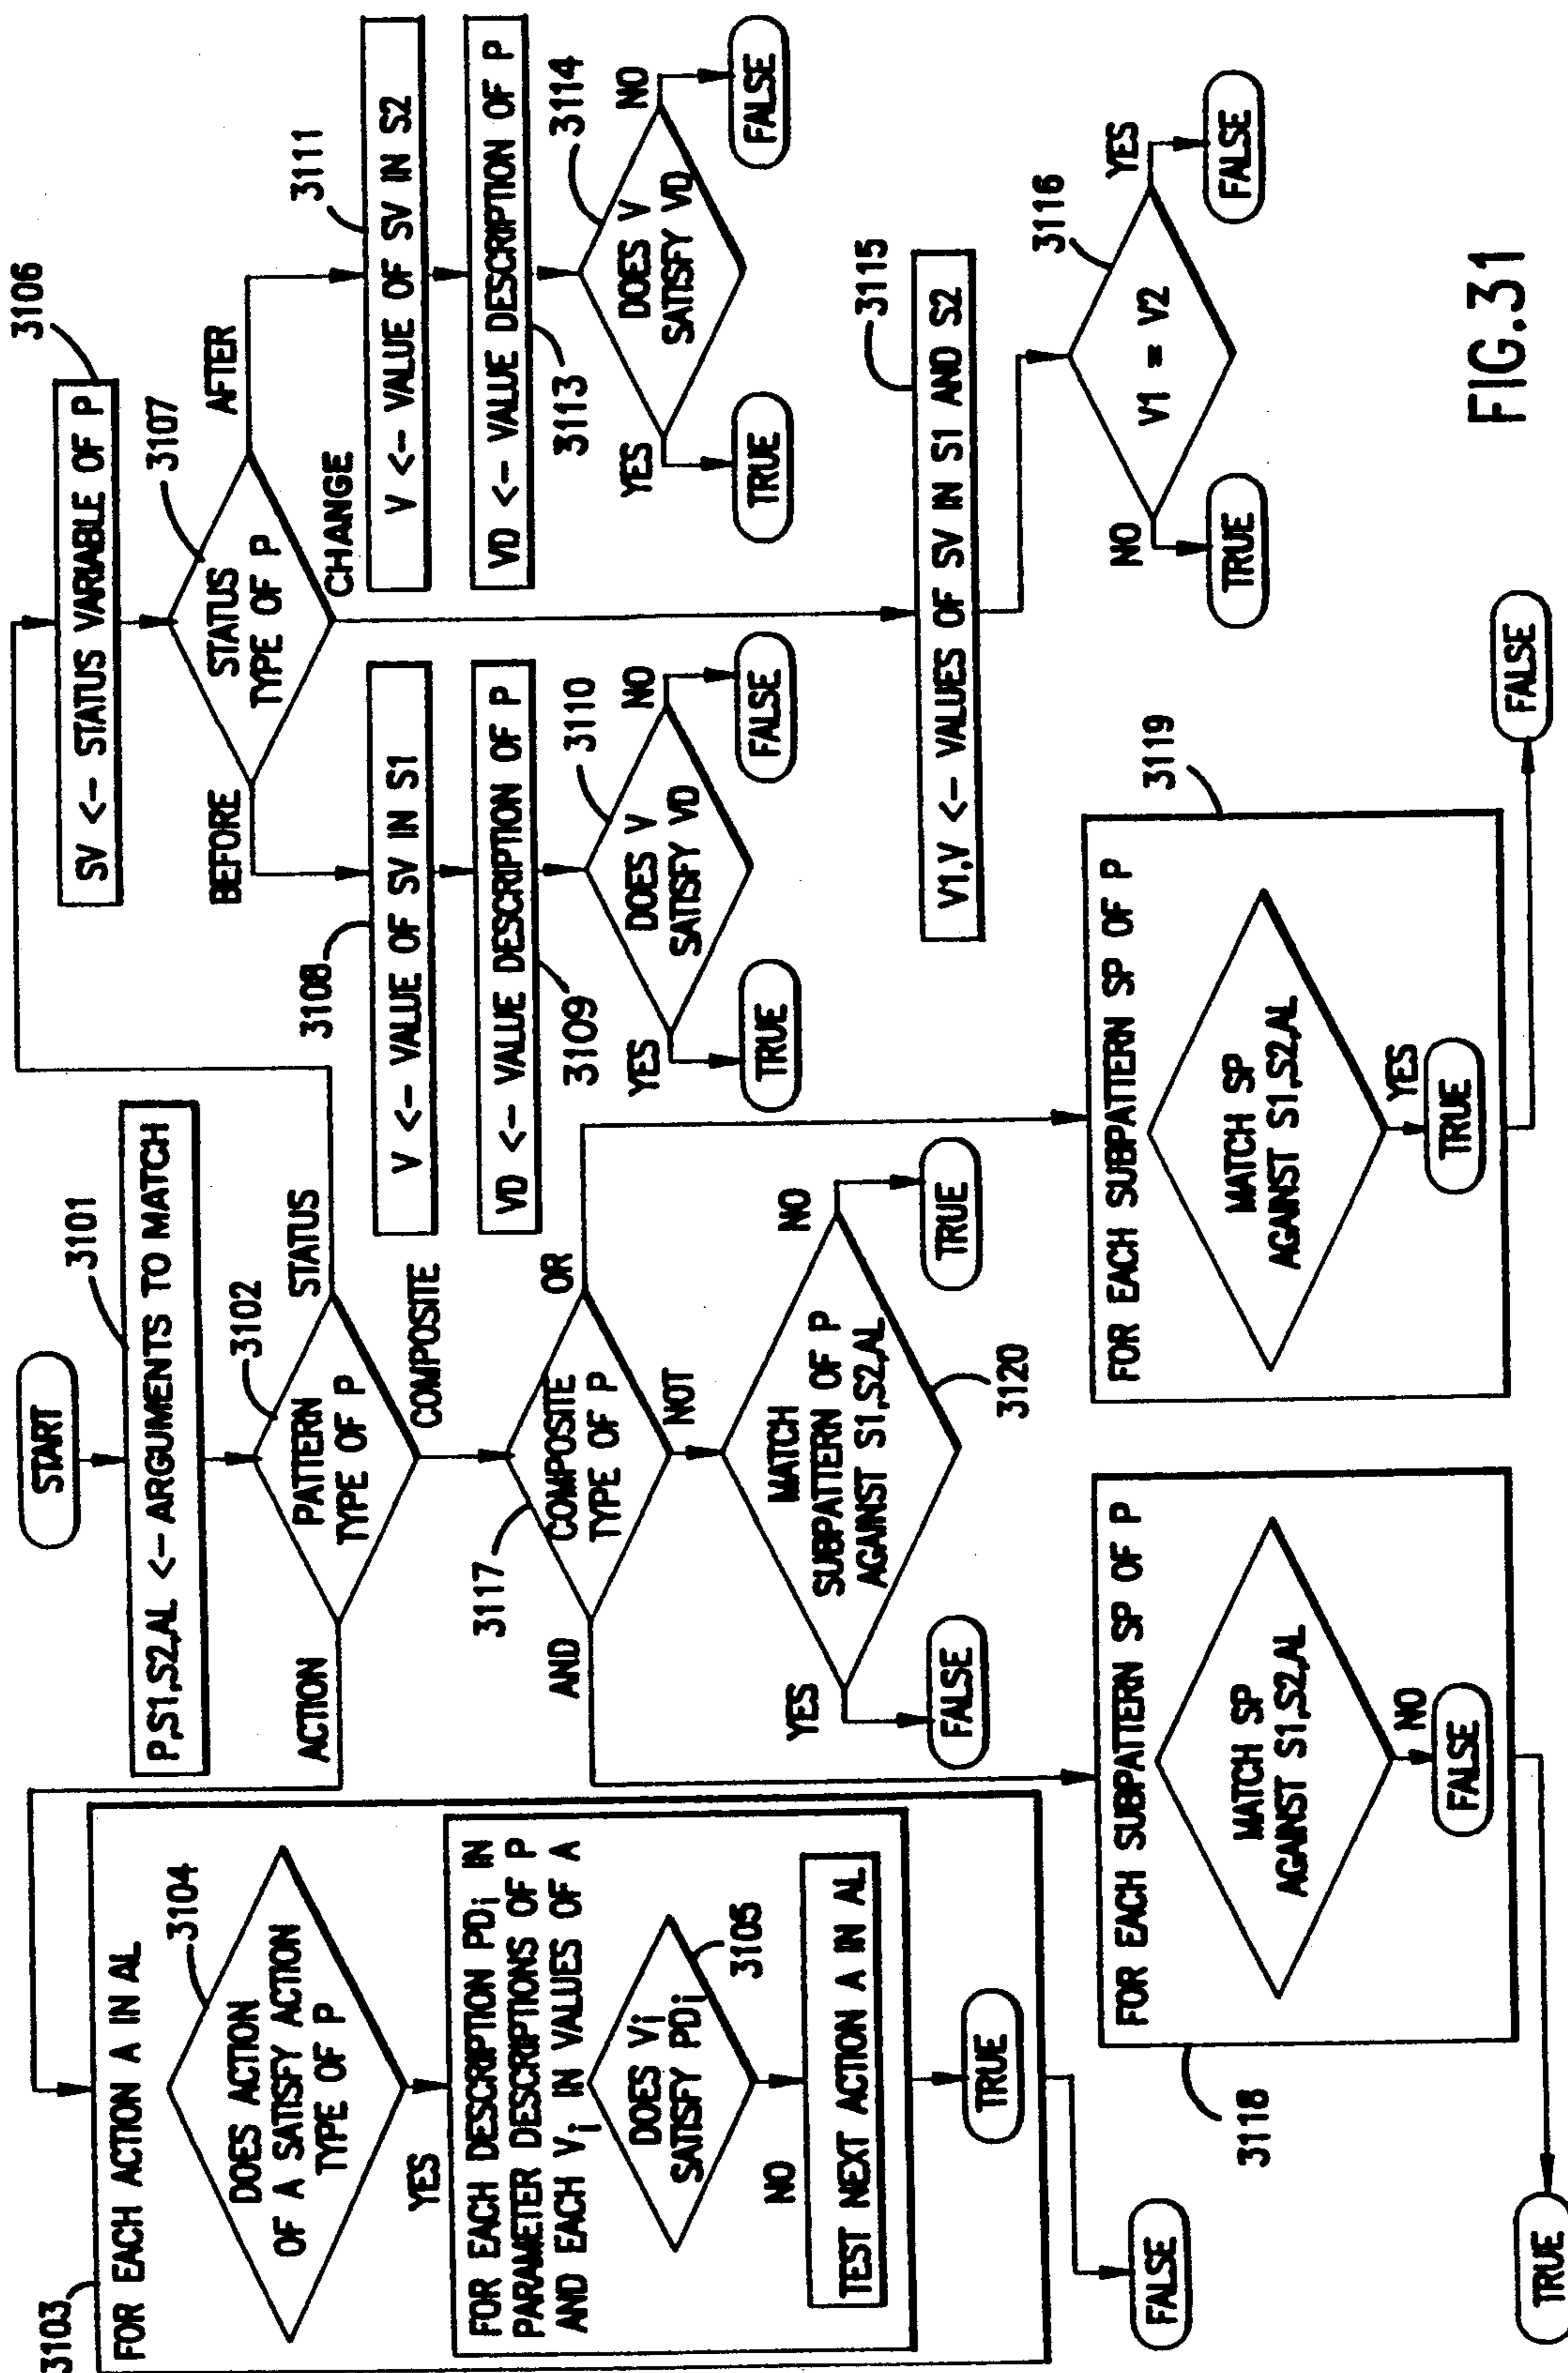 START
3101
P,S1,S2,AL <- ARGUMENTS TO MATCH
3102
PATTERN
TYPE OF P
ACTION
STATUS
COMPOSITE
3103
FOR EACH ACTION A IN AL
3104
DOES ACTION
OF A SATISFY ACTION
TYPE OF P
YES
FOR EACH DESCRIPTION PDi IN
PARAMETER DESCRIPTIONS OF P
AND EACH Vi IN VALUES OF A
DOES Vi
SATISFY PDi
3105
NO
TEST NEXT ACTION A IN AL
TRUE
FALSE
3106
SV <- STATUS VARIABLE OF P
3107
STATUS
TYPE OF P
BEFORE
AFTER
CHANGE
3108
V <- VALUE OF SV IN S1
VD <- VALUE DESCRIPTION OF P
3109
3110
DOES V
SATISFY VD
YES
NO
TRUE
FALSE
3111
V <- VALUE OF SV IN S2
VD <- VALUE DESCRIPTION OF P
3113
3114
DOES V
SATISFY VD
YES
NO
TRUE
FALSE
3115
V1,V <- VALUES OF SV IN S1 AND S2
3116
V1 = V2
NO
YES
TRUE
FALSE
3117
COMPOSITE
TYPE OF P
AND
OR
NOT
MATCH
SUBPATTERN OF P
AGAINST S1,S2,AL
3120
YES
NO
FALSE
TRUE
FOR EACH SUBPATTERN SP OF P
MATCH SP
AGAINST S1,S2,AL
NO
FALSE
3118
TRUE
3119
FOR EACH SUBPATTERN SP OF P
MATCH SP
AGAINST S1,S2,AL
YES
TRUE
FALSE
FIG.31